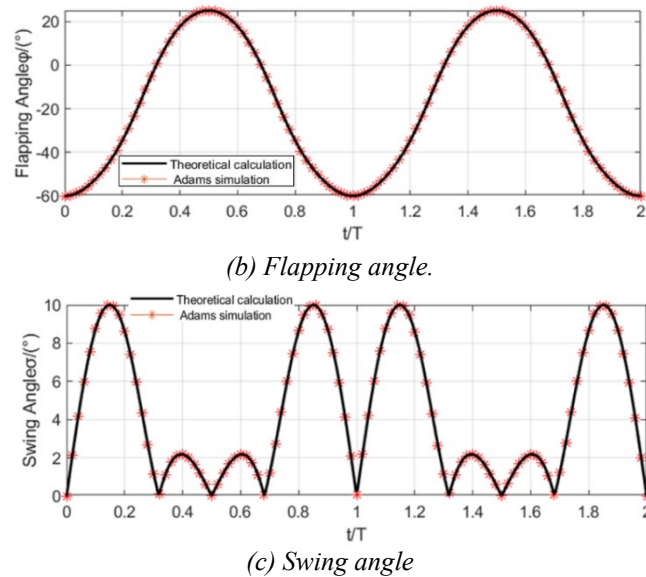 20
0
-20
-40
-60
Flapping Angleφ/(°)
Theoretical calculation
Adams simulation
0 0.2 0.4 0.6 0.8 1 1.2 1.4 1.6 1.8 2
t/T
(b) Flapping angle.
10
8
6
4
2
0
Swing Angleσ/(°)
Theoretical calculation
Adams simulation
0 0.2 0.4 0.6 0.8 1 1.2 1.4 1.6 1.8 2
t/T
(c) Swing angle